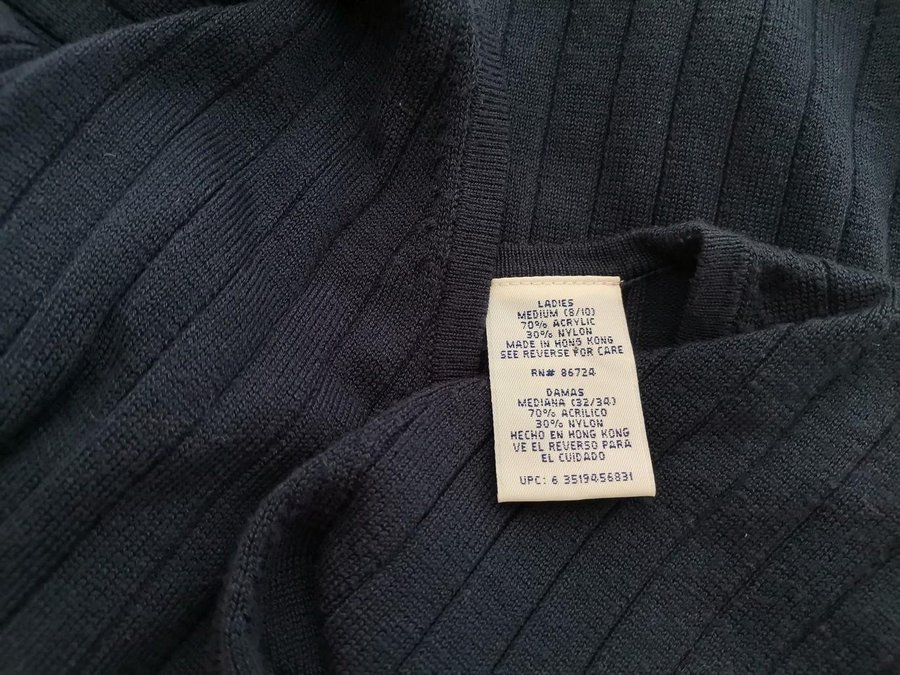 LADIES
MEDIUM (8/10)
70% ACRYLIC
30% NYLON
MADE IN HONG KONG
SEE REVERSE FOR CARE
RN# 86724
DAMAS
MEDIANA (32/34)
70% ACRILICO
30% NYLON
HECHO EN HONG KONG
VE EL REVERSO PARA
EL CUIDADO
UPC: 6 3519456831